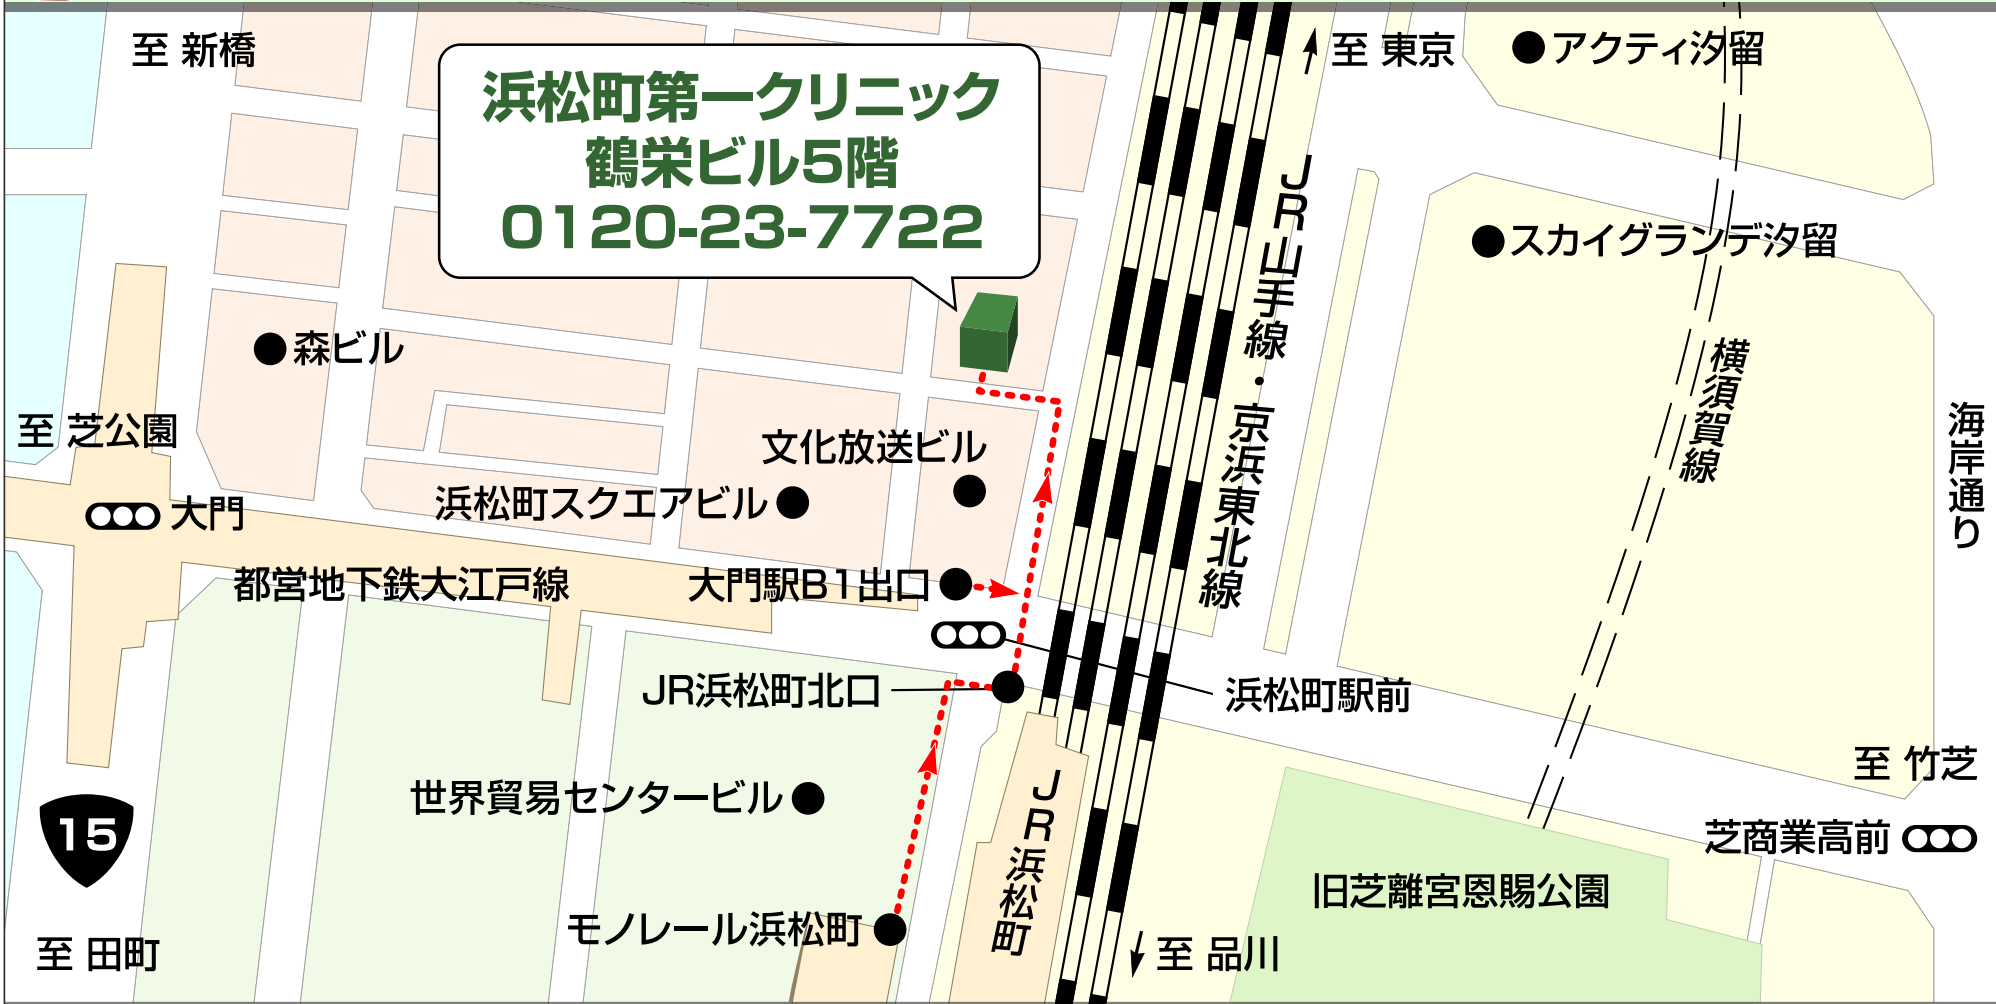 至 新橋
浜松町第一クリニック
鶴栄ビル5階
0120-23-7722
至 東京
アクティ汐留
スカイグランデ汐留
JR山手線・京浜東北線
横須賀線
海岸通り
森ビル
至 芝公園
大門
文化放送ビル
浜松町スクエアビル
都営地下鉄大江戸線
大門駅B1出口
JR浜松町北口
浜松町駅前
世界貿易センタービル
JR浜松町
至 竹芝
芝商業高前
15
旧芝離宮恩賜公園
モノレール浜松町
至 田町
至 品川